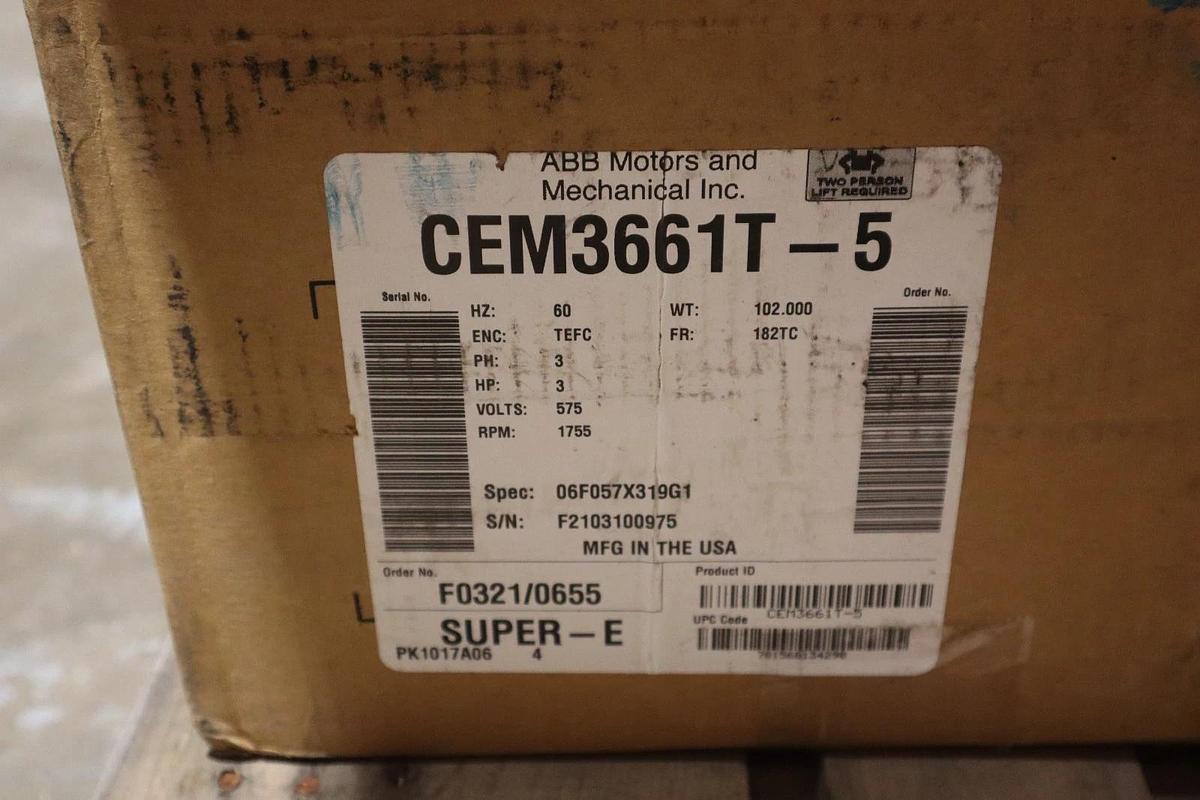 ABB Motors and
Mechanical Inc.
TWO PERSON
LIFT REQUIRED
CEM3661T-5
Serial No.
Order No.
HZ: 60 WT: 102.000
ENC: TEFC FR: 182TC
PH: 3
HP: 3
VOLTS: 575
RPM: 1755
Spec: 06F057X319G1
S/N: F2103100975
MFG IN THE USA
Order No.
F0321/0655
Product ID
CEM3661T-5
SUPER-E
UPC Code
PK1017A06 4